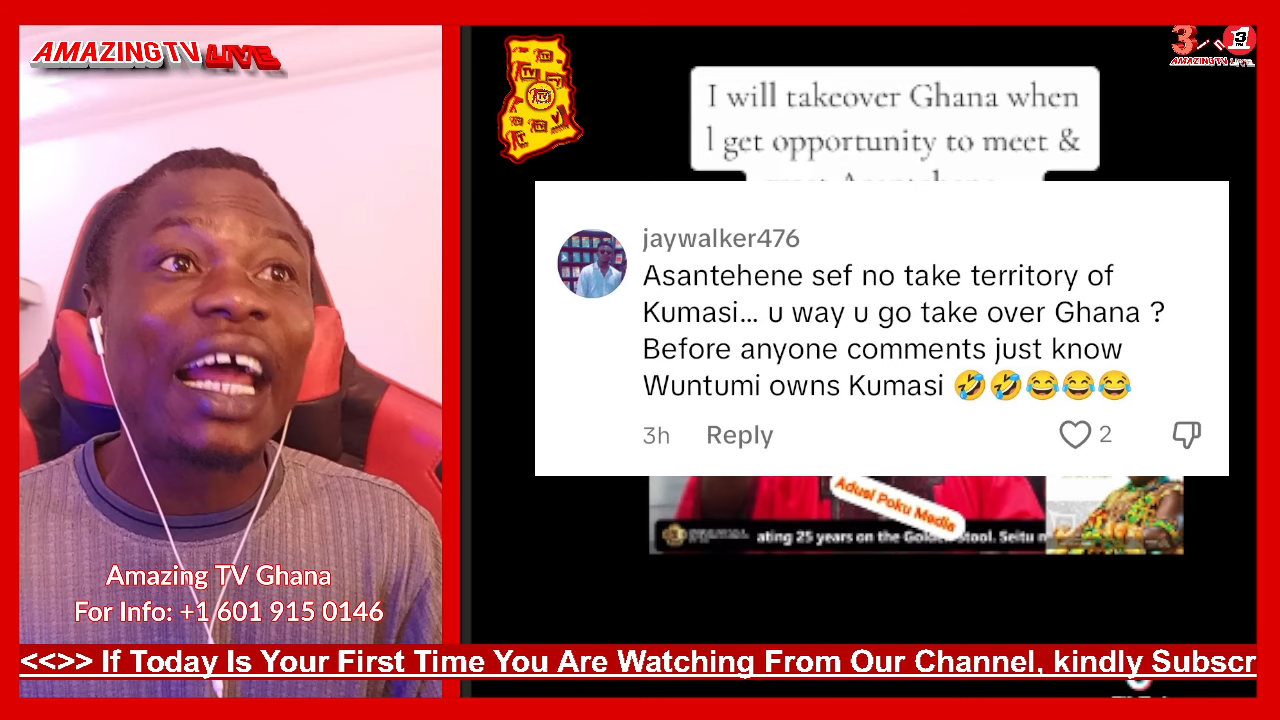 AMAZING TV LIVE
I will takeover Ghana when
I get opportunity to meet &
jaywalker476
Asantehene sef no take territory of
Kumasi... u way u go take over Ghana ?
Before anyone comments just know
Wuntumi owns Kumasi 🤣🤣😂😂😂
3h Reply 2
Adusi Poku Media
ating 25 years on the Golden Stool. Seitu
Amazing TV Ghana
For Info: +1 601 915 0146
<<>> If Today Is Your First Time You Are Watching From Our Channel, kindly Subscr